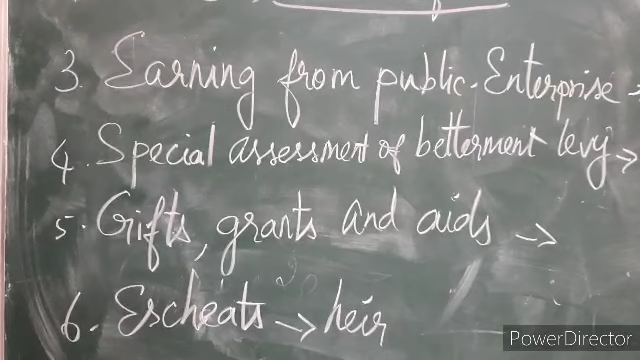 3. Earning from public. Enterprise →
4. Special assessment of betterment levy →
5. Gifts, grants and aids →
6. Escheats → heir
PowerDirector